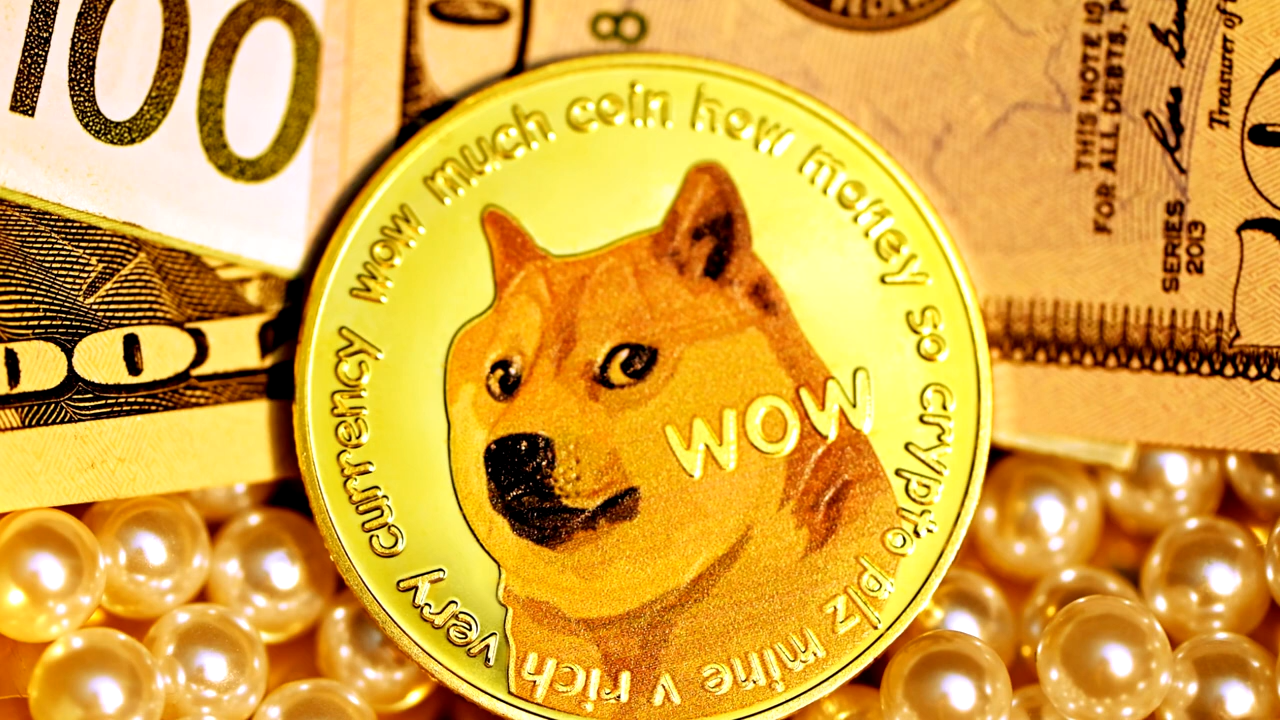 100
8
wow much coin how money so crypto plz mine v rich very currency
wow
THIS NOTE IS
FOR ALL DEBTS, P
SERIES
2013
Treasurer of